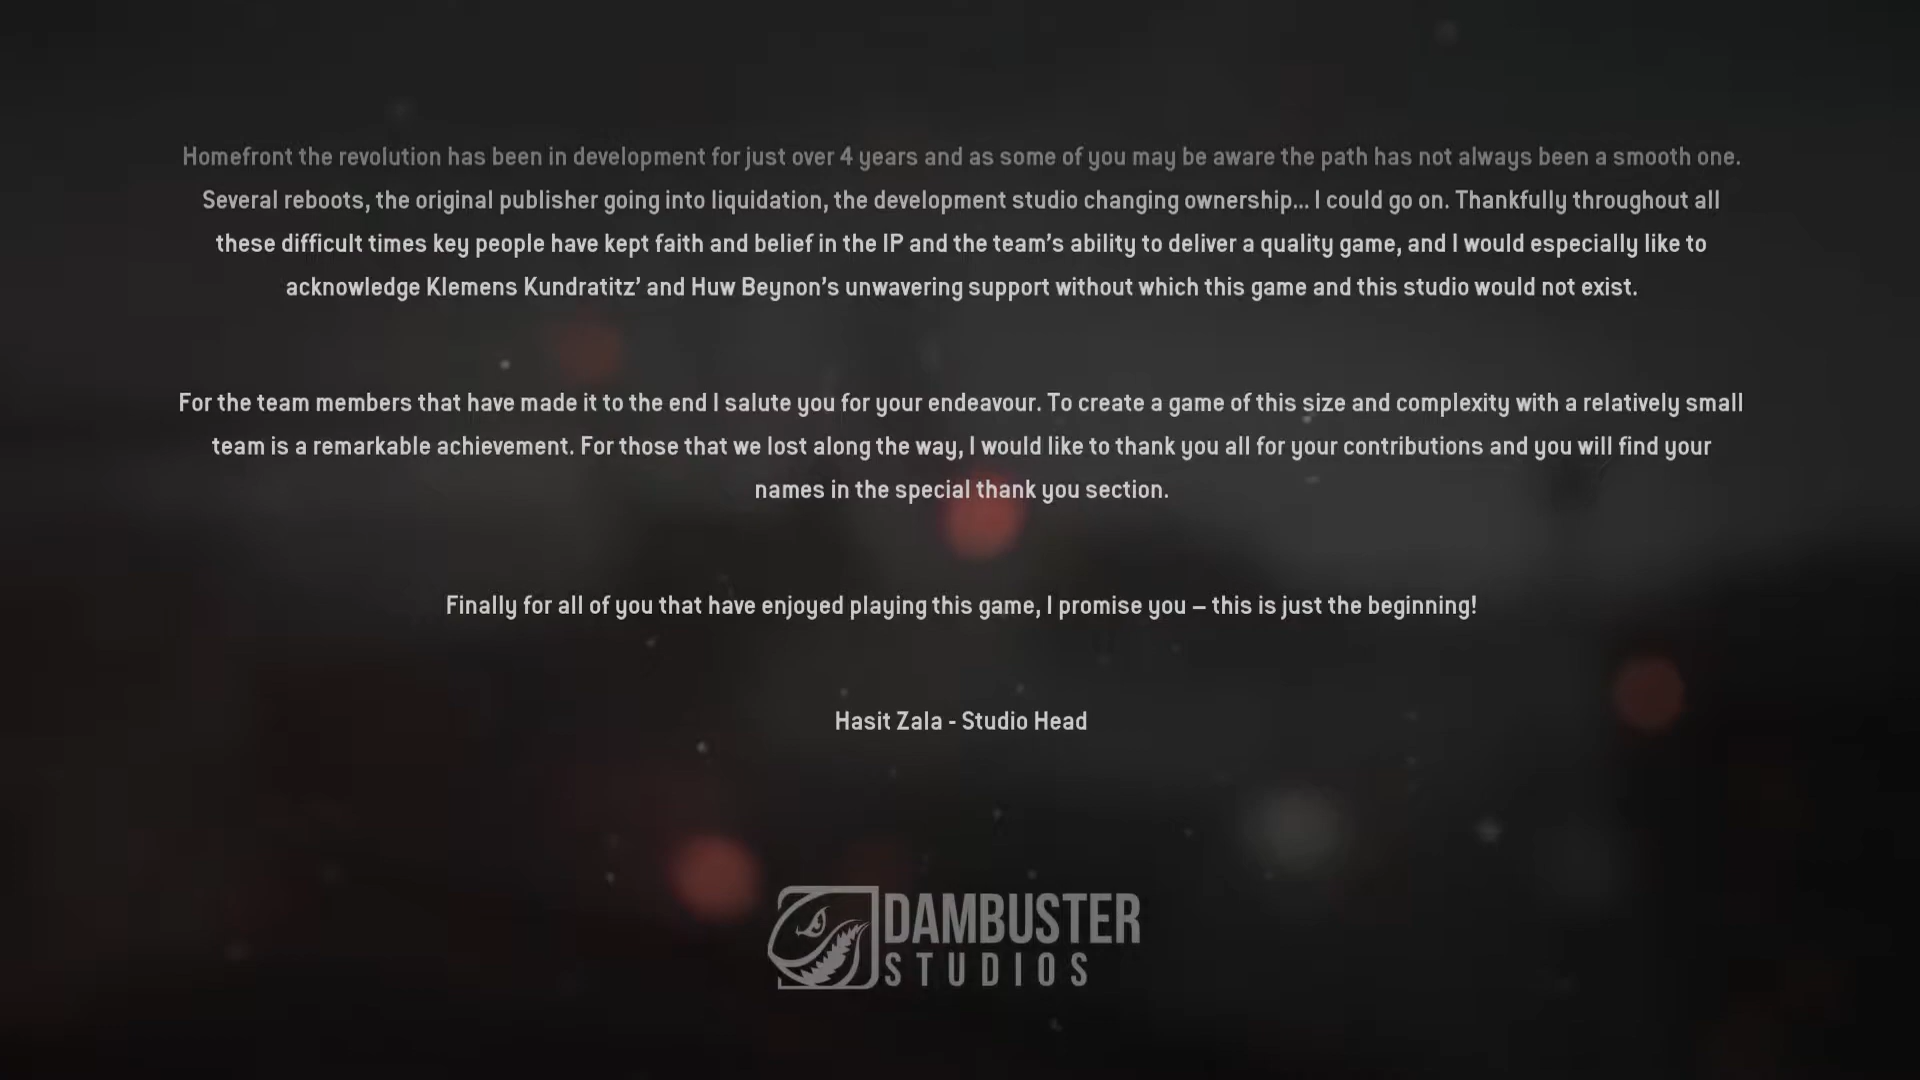 Homefront the revolution has been in development for just over 4 years and as some of you may be aware the path has not always been a smooth one.
Several reboots, the original publisher going into liquidation, the development studio changing ownership... I could go on. Thankfully throughout all
these difficult times key people have kept faith and belief in the IP and the team's ability to deliver a quality game, and I would especially like to
acknowledge Klemens Kundratitz' and Huw Beynon's unwavering support without which this game and this studio would not exist.
For the team members that have made it to the end I salute you for your endeavour. To create a game of this size and complexity with a relatively small
team is a remarkable achievement. For those that we lost along the way, I would like to thank you all for your contributions and you will find your
names in the special thank you section.
Finally for all of you that have enjoyed playing this game, I promise you – this is just the beginning!
Hasit Zala - Studio Head
DAMBUSTER
STUDIOS